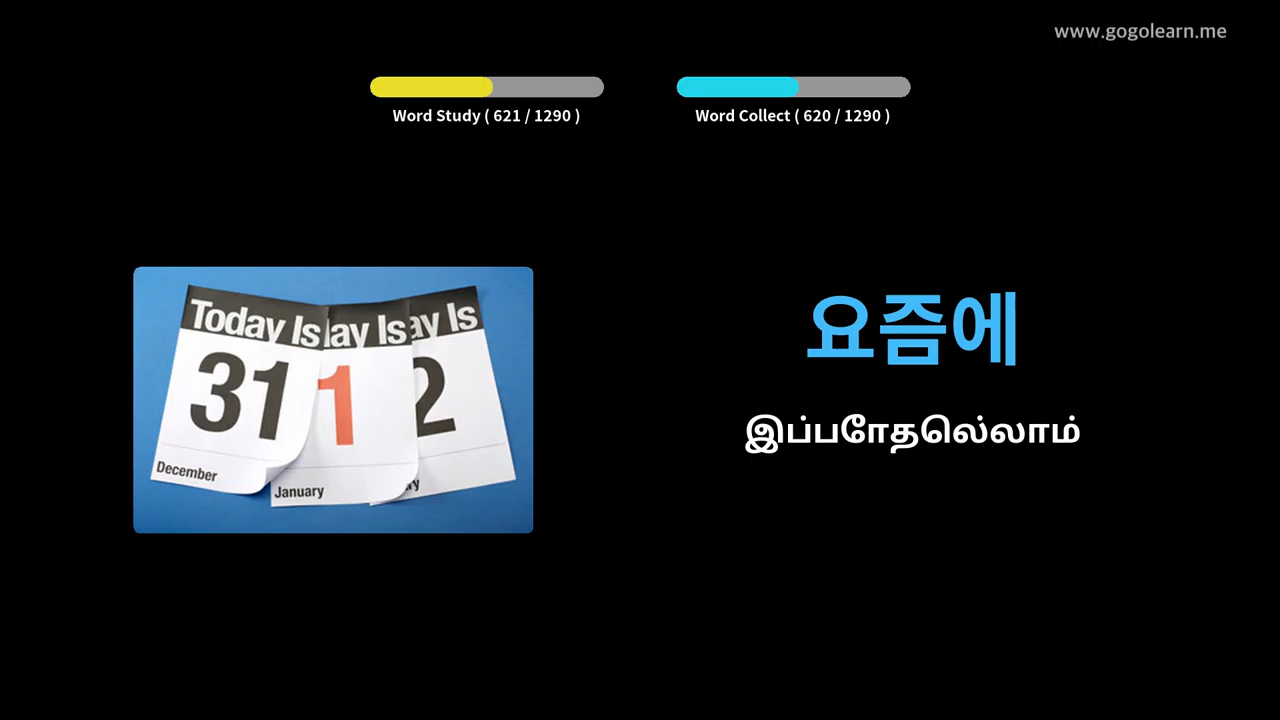 www.gogolearn.me
Word Study ( 621 / 1290 )
Word Collect ( 620 / 1290 )
Today Is
ay Is
ay Is
31
1
2
December
January
ry
요즘에
இப்போதெல்லாம்